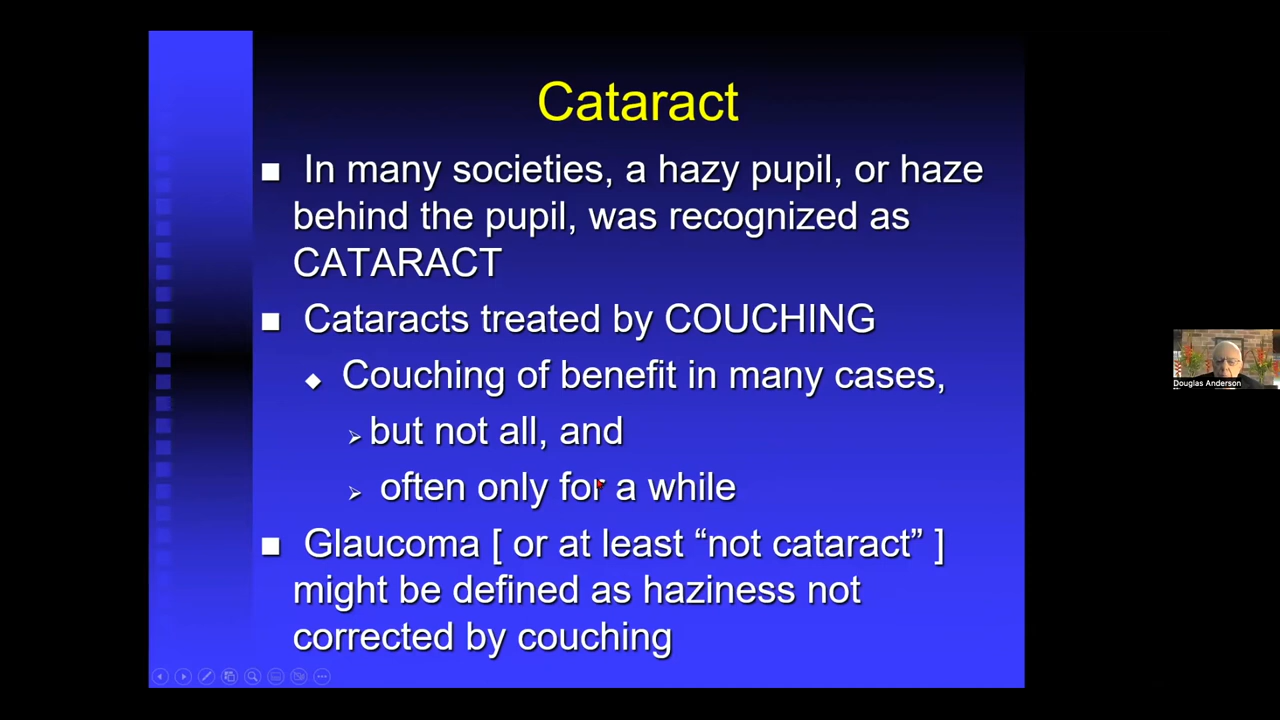 Cataract
In many societies, a hazy pupil, or haze
behind the pupil, was recognized as
CATARACT
Cataracts treated by COUCHING
Couching of benefit in many cases,
but not all, and
often only for a while
Glaucoma [ or at least “not cataract” ]
might be defined as haziness not
corrected by couching
Douglas Anderson